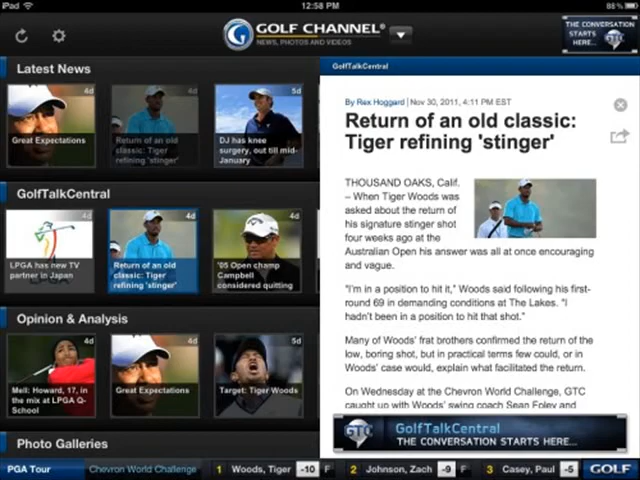 iPad
12:58 PM
88%
GOLF CHANNEL
NEWS, PHOTOS AND VIDEOS
THE CONVERSATION
STARTS
HERE...
GTC
Latest News
4d
Great Expectations
4d
Return of an old
classic: Tiger
refining 'stinger'
5d
DJ has knee
surgery, out till mid-
January
GolfTalkCentral
4d
LPGA has new TV
partner in Japan
4d
Return of an old
classic: Tiger
refining 'stinger'
4d
'05 Open champ
Campbell
considered quitting
Opinion & Analysis
4d
Mell: Howard, 17, in
the mix at LPGA Q-
School
4d
Great Expectations
5d
Target: Tiger Woods
Photo Galleries
GolfTalkCentral
By Rex Hoggard | Nov 30, 2011, 4:11 PM EST
Return of an old classic:
Tiger refining 'stinger'
THOUSAND OAKS, Calif.
– When Tiger Woods was
asked about the return of
his signature stinger shot
four weeks ago at the
Australian Open his answer was all at once encouraging
and vague.
"I'm in a position to hit it," Woods said following his first-
round 69 in demanding conditions at The Lakes. "I
hadn't been in a position to hit that shot."
Many of Woods' frat brothers confirmed the return of the
low, boring shot, but in practical terms few could, or in
Woods' case would, explain what facilitated the return.
On Wednesday at the Chevron World Challenge, GTC
caught up with Woods' swing coach Sean Foley and
GTC
GolfTalkCentral
THE CONVERSATION STARTS HERE...
PGA Tour Chevron World Challenge 1 Woods, Tiger -10 F 2 Johnson, Zach -9 F 3 Casey, Paul -5 GOLF